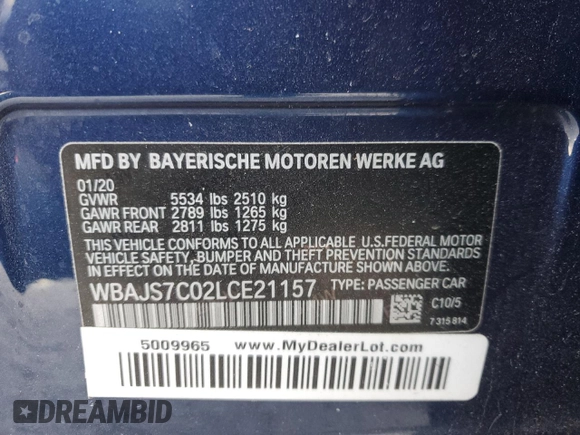 MFD BY BAYERISCHE MOTOREN WERKE AG
01/20
GVWR 5534 lbs 2510 kg
GAWR FRONT 2789 lbs 1265 kg
GAWR REAR 2811 lbs 1275 kg
THIS VEHICLE CONFORMS TO ALL APPLICABLE U.S.FEDERAL MOTOR
VEHICLE SAFETY, BUMPER AND THEFT PREVENTION STANDARDS IN
EFFECT ON THE DATE OF MANUFACTURE SHOWN ABOVE.
WBAJS7C02LCE21157 TYPE: PASSENGER CAR
C10/5
7 315 814
5009965 www.MyDealerLot.com
DREAMBID